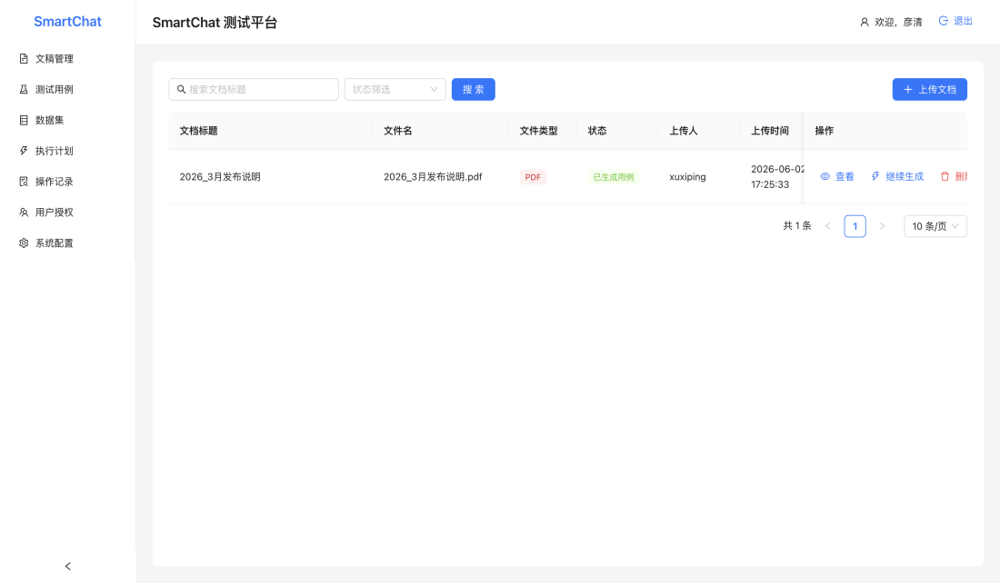 SmartChat
文稿管理
测试用例
数据集
执行计划
操作记录
用户授权
系统配置
SmartChat 测试平台
欢迎，彦清
退出
搜索文档标题
状态筛选
搜 索
上传文档
文档标题 文件名 文件类型 状态 上传人 上传时间 操作
2026_3月发布说明 2026_3月发布说明.pdf PDF 已生成用例 xuxiping 2026-06-02 查看 继续生成
17:25:33
共 1 条 1 10 条/页